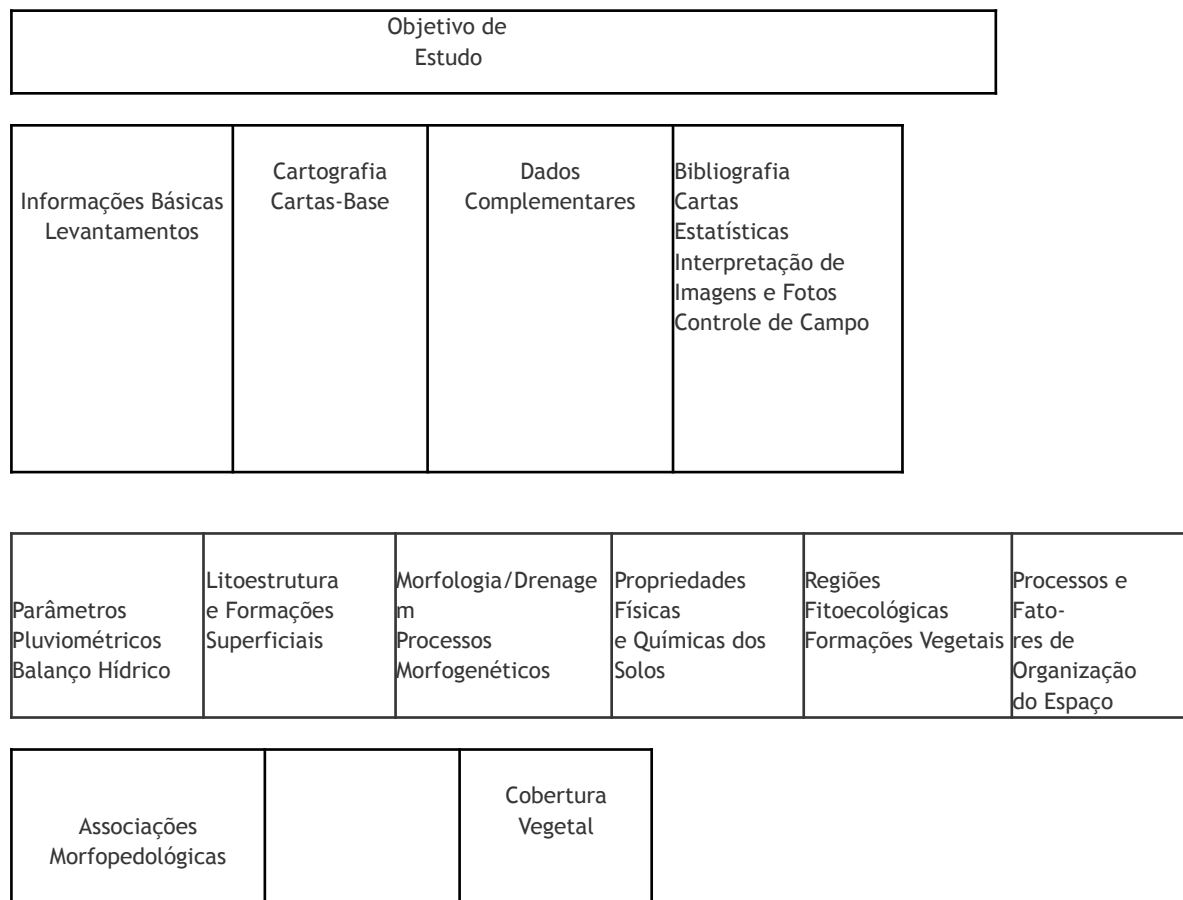 Objetivo de
Estudo
Informações Básicas
Levantamentos
Cartografia
Cartas-Base
Dados
Complementares
Bibliografia
Cartas
Estatísticas
Interpretação de
Imagens e Fotos
Controle de Campo
Parâmetros
Pluviométricos
Balanço Hídrico
Litoestrutura
e Formações
Superficiais
Morfologia/Drenage
m
Processos
Morfogenéticos
Propriedades
Físicas
e Químicas dos
Solos
Regiões
Fitoecológicas
Formações Vegetais
Processos e
Fato-
res de
Organização
do Espaço
Associações
Morfopedológicas
Cobertura
Vegetal